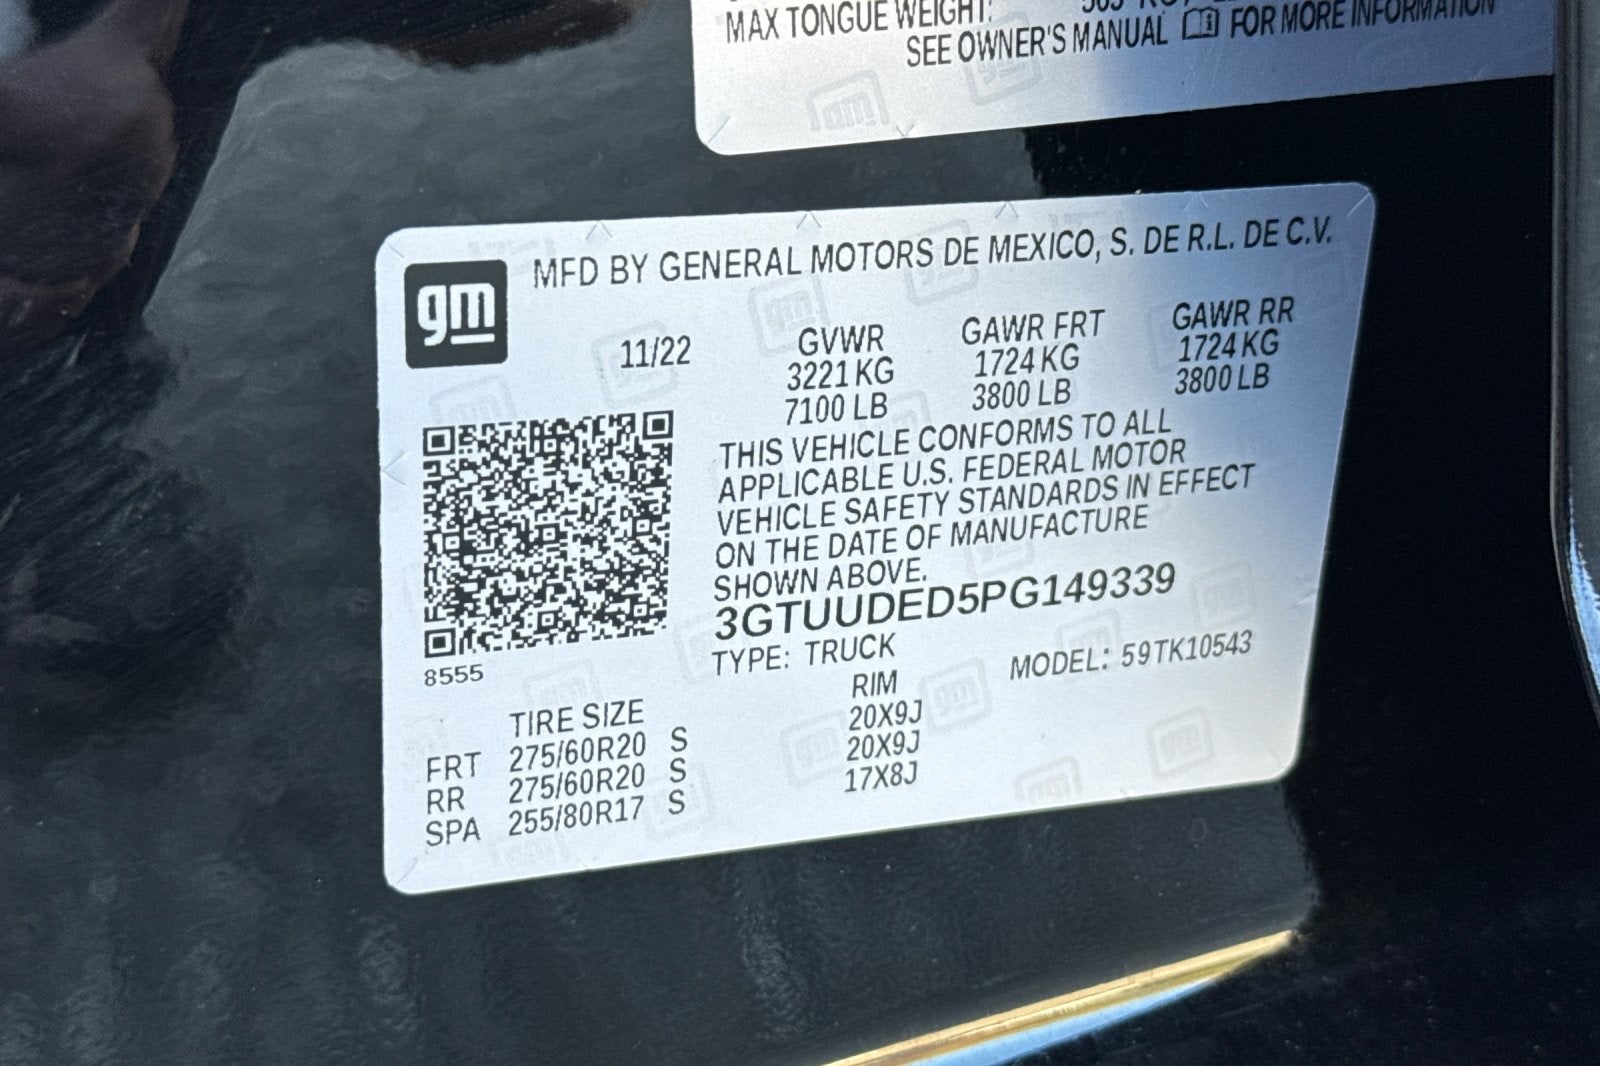 MAX TONGUE WEIGHT:
SEE OWNER'S MANUAL FOR MORE INFORMATION
gm
MFD BY GENERAL MOTORS DE MEXICO, S. DE R.L. DE C.V.
11/22 GVWR GAWR FRT GAWR RR
3221 KG 1724 KG 1724 KG
7100 LB 3800 LB 3800 LB
THIS VEHICLE CONFORMS TO ALL
APPLICABLE U.S. FEDERAL MOTOR
VEHICLE SAFETY STANDARDS IN EFFECT
ON THE DATE OF MANUFACTURE
SHOWN ABOVE.
3GTUUDED5PG149339
8555
TYPE: TRUCK MODEL: 59TK10543
TIRE SIZE RIM
FRT 275/60R20 S 20X9J
RR 275/60R20 S 20X9J
SPA 255/80R17 S 17X8J